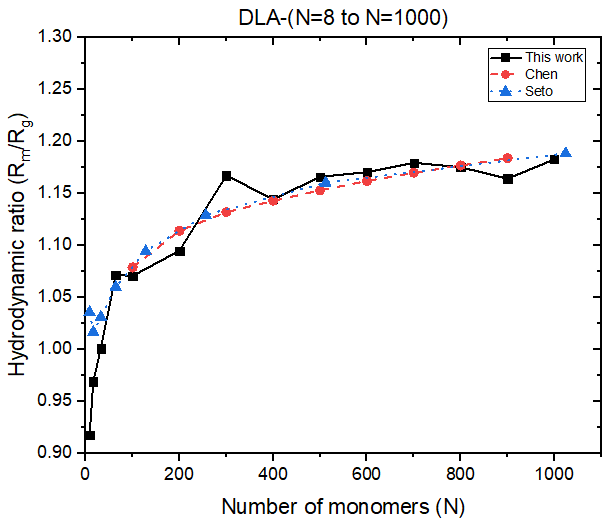 DLA-(N=8 to N=1000)
This work
Chen
Seto
Hydrodynamic ratio (Rm/Rg)
1.30
1.25
1.20
1.15
1.10
1.05
1.00
0.95
0.90
0 200 400 600 800 1000
Number of monomers (N)